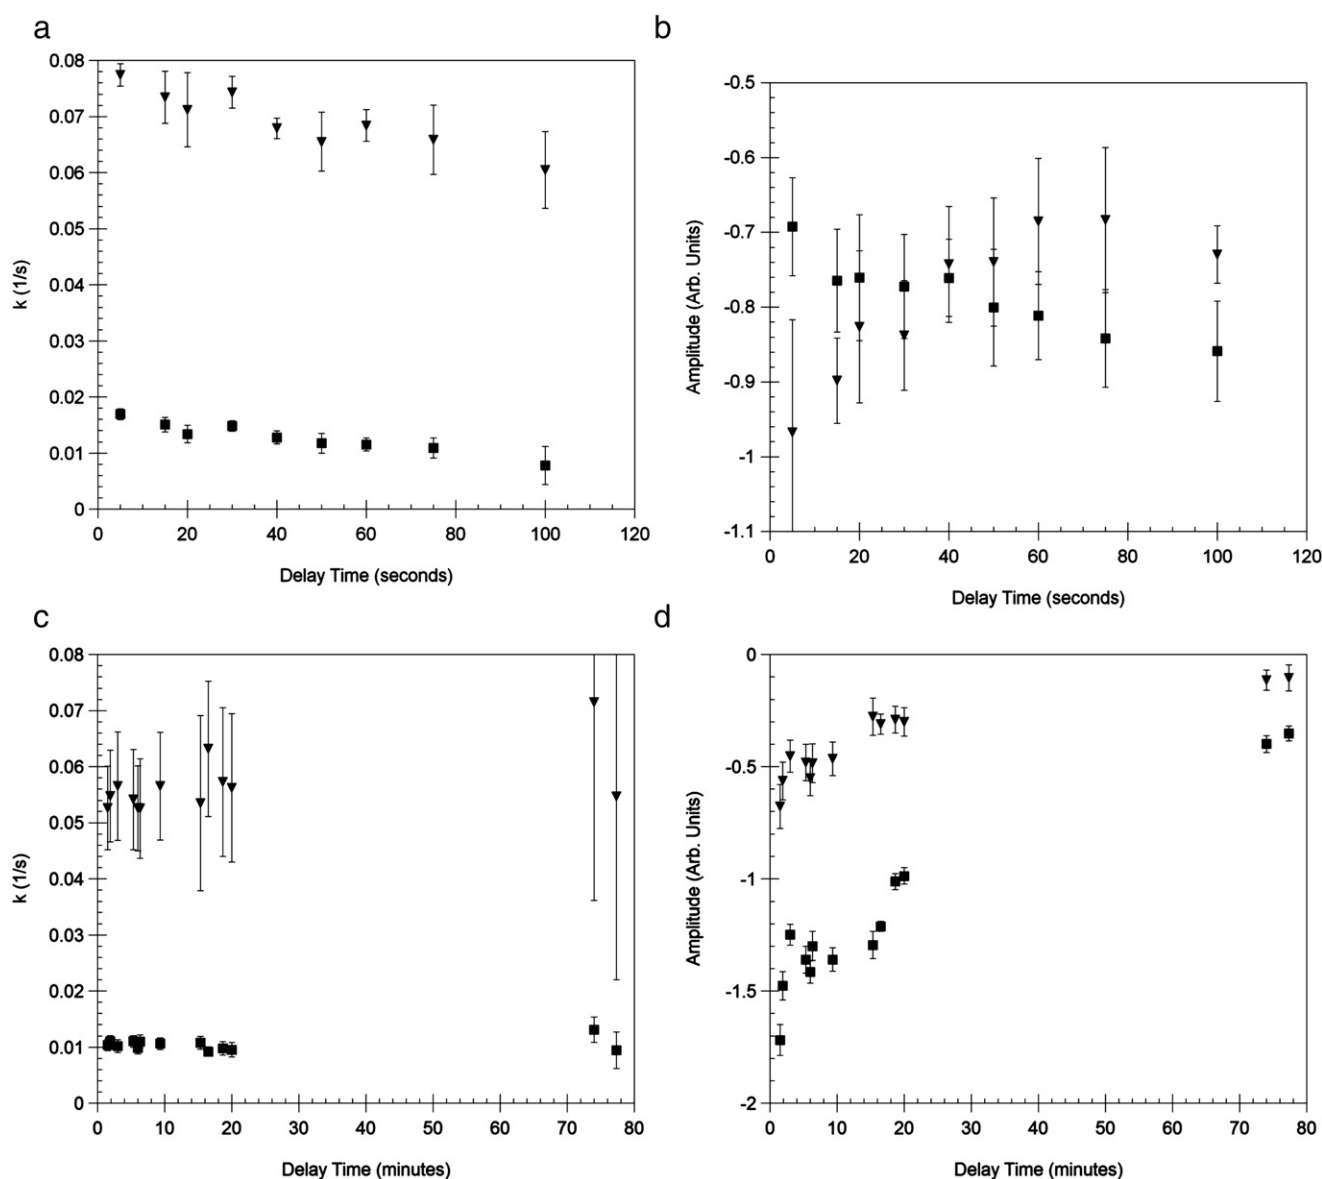 a
0.08
0.07
0.06
0.05
0.04
0.03
0.02
0.01
0
k (1/s)
0 20 40 60 80 100 120
Delay Time (seconds)
b
-0.5
-0.6
-0.7
-0.8
-0.9
-1
-1.1
Amplitude (Arb. Units)
0 20 40 60 80 100 120
Delay Time (seconds)
c
0.08
0.07
0.06
0.05
0.04
0.03
0.02
0.01
0
k (1/s)
0 10 20 30 40 50 60 70 80
Delay Time (minutes)
d
0
-0.5
-1
-1.5
-2
Amplitude (Arb. Units)
0 10 20 30 40 50 60 70 80
Delay Time (minutes)